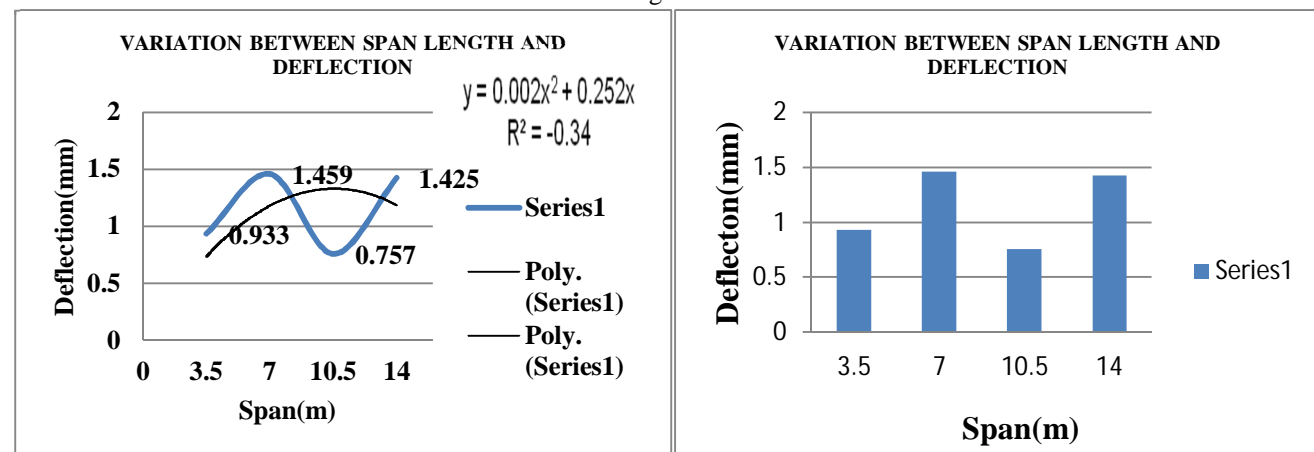 VARIATION BETWEEN SPAN LENGTH AND
DEFLECTION
y = 0.002x² + 0.252x
R² = -0.34
2
1.5
1
0.5
0
Deflection(mm)
1.459
1.425
0.933
0.757
Series1
Poly.
(Series1)
Poly.
(Series1)
0 3.5 7 10.5 14
Span(m)
VARIATION BETWEEN SPAN LENGTH AND
DEFLECTION
2
1.5
1
0.5
0
Deflecton(mm)
Series1
3.5 7 10.5 14
Span(m)